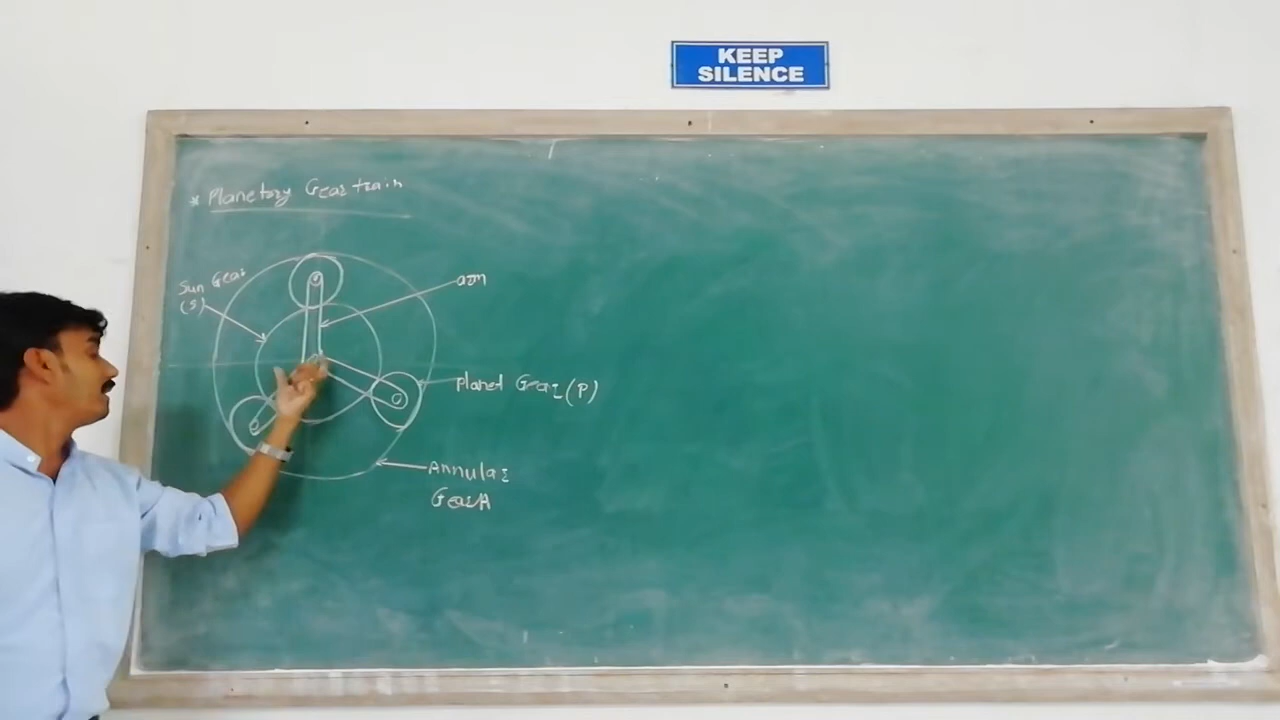 KEEP
SILENCE
* Planetary Gear train
Sun Gear
(S)
arm
Planet Gear (P)
Annular
Gear A